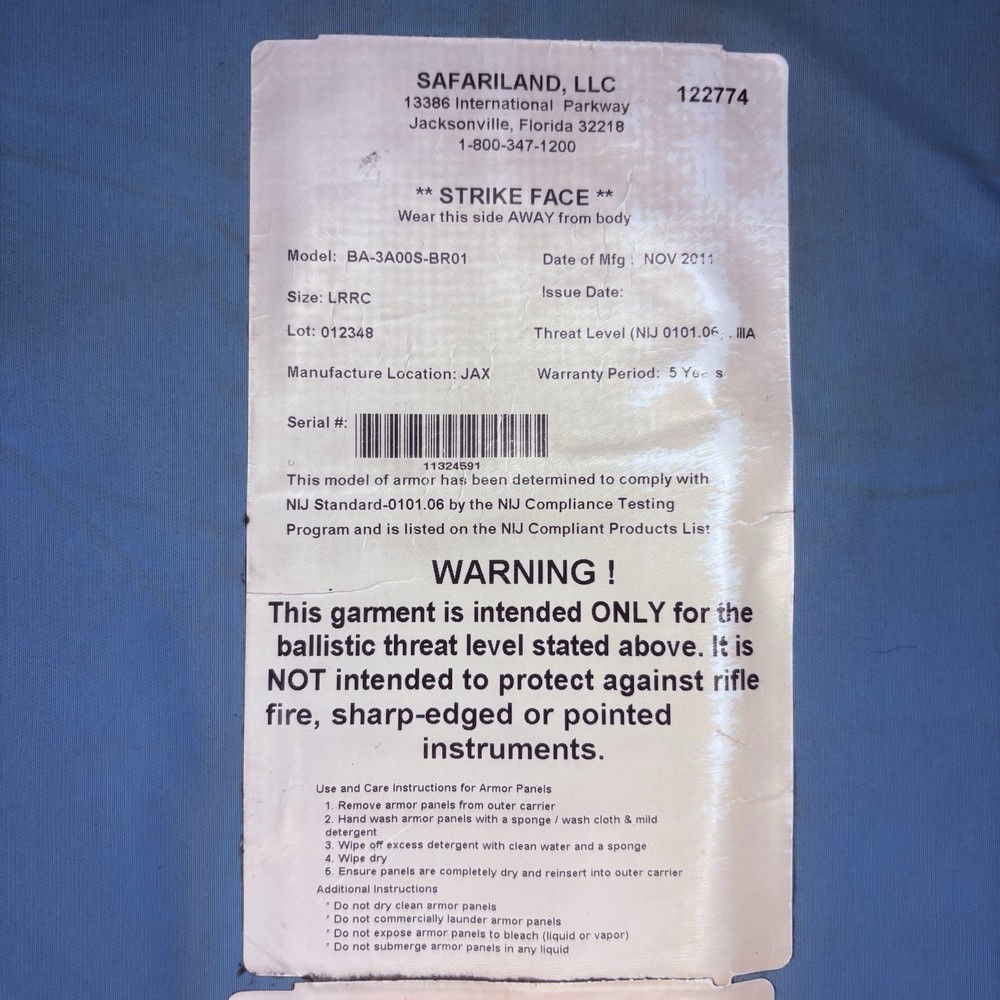 SAFARILAND, LLC
122774
13386 International Parkway
Jacksonville, Florida 32218
1-800-347-1200
** STRIKE FACE **
Wear this side AWAY from body
Model: BA-3A00S-BR01
Date of Mfg : NOV 2011
Size: LRRC
Issue Date:
Lot: 012348
Threat Level (NIJ 0101.06 IIIA
Manufacture Location: JAX
Warranty Period: 5
Serial #:
11324591
This model of armor has been determined to comply with
NIJ Standard-0101.06 by the NIJ Compliance Testing
Program and is listed on the NIJ Compliant Products List
WARNING !
This garment is intended ONLY for the
ballistic threat level stated above. It is
NOT intended to protect against rifle
fire, sharp-edged or pointed
instruments.
Use and Care Instructions for Armor Panels
1. Remove armor panels from outer carrier
2. Hand wash armor panels with a sponge / wash cloth & mild
detergent
3. Wipe off excess detergent with clean water and a sponge
4. Wipe dry
5. Ensure panels are completely dry and reinsert into outer carrier
Additional Instructions
* Do not dry clean armor panels
* Do not commercially launder armor panels
* Do not expose armor panels to bleach (liquid or vapor)
* Do not submerge armor panels in any liquid